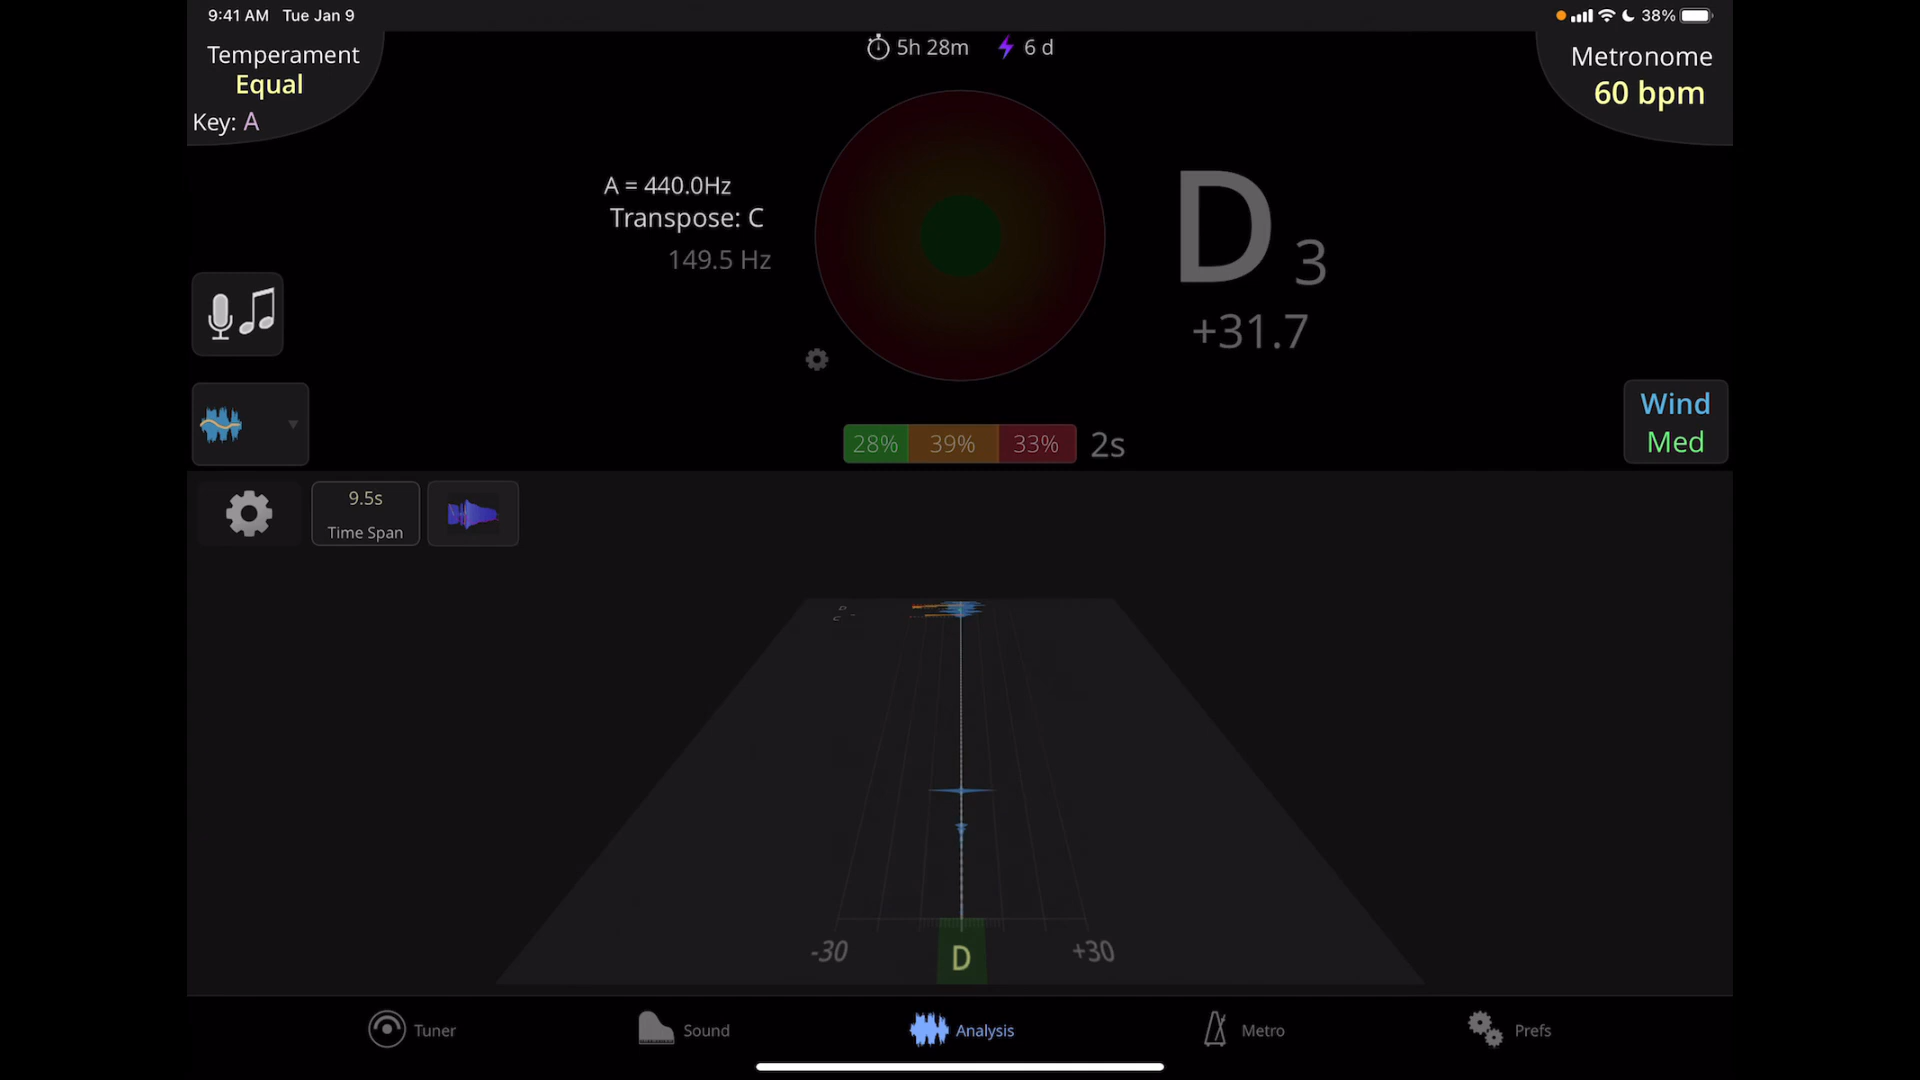 9:41 AM Tue Jan 9
38%
Temperament
Equal
Key: A
5h 28m 6 d
Metronome
60 bpm
A = 440.0Hz
Transpose: C
149.5 Hz
D 3
+31.7
28% 39% 33% 2s
Wind
Med
9.5s
Time Span
D
C
-30 D +30
Tuner Sound Analysis Metro Prefs